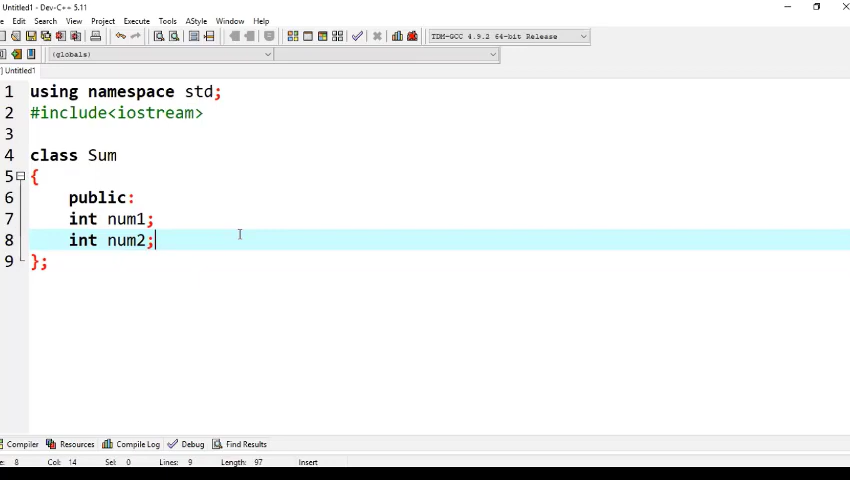 Untitled1 - Dev-C++ 5.11
Edit Search View Project Execute Tools AStyle Window Help
TDM-GCC 4.9.2 64-bit Release
(globals)
Untitled1
1 using namespace std;
2 #include<iostream>
3
4 class Sum
5 {
6 public:
7 int num1;
8 int num2;
9 };
Compiler Resources Compile Log Debug Find Results
8 Col: 14 Sel: 0 Lines: 9 Length: 97 Insert